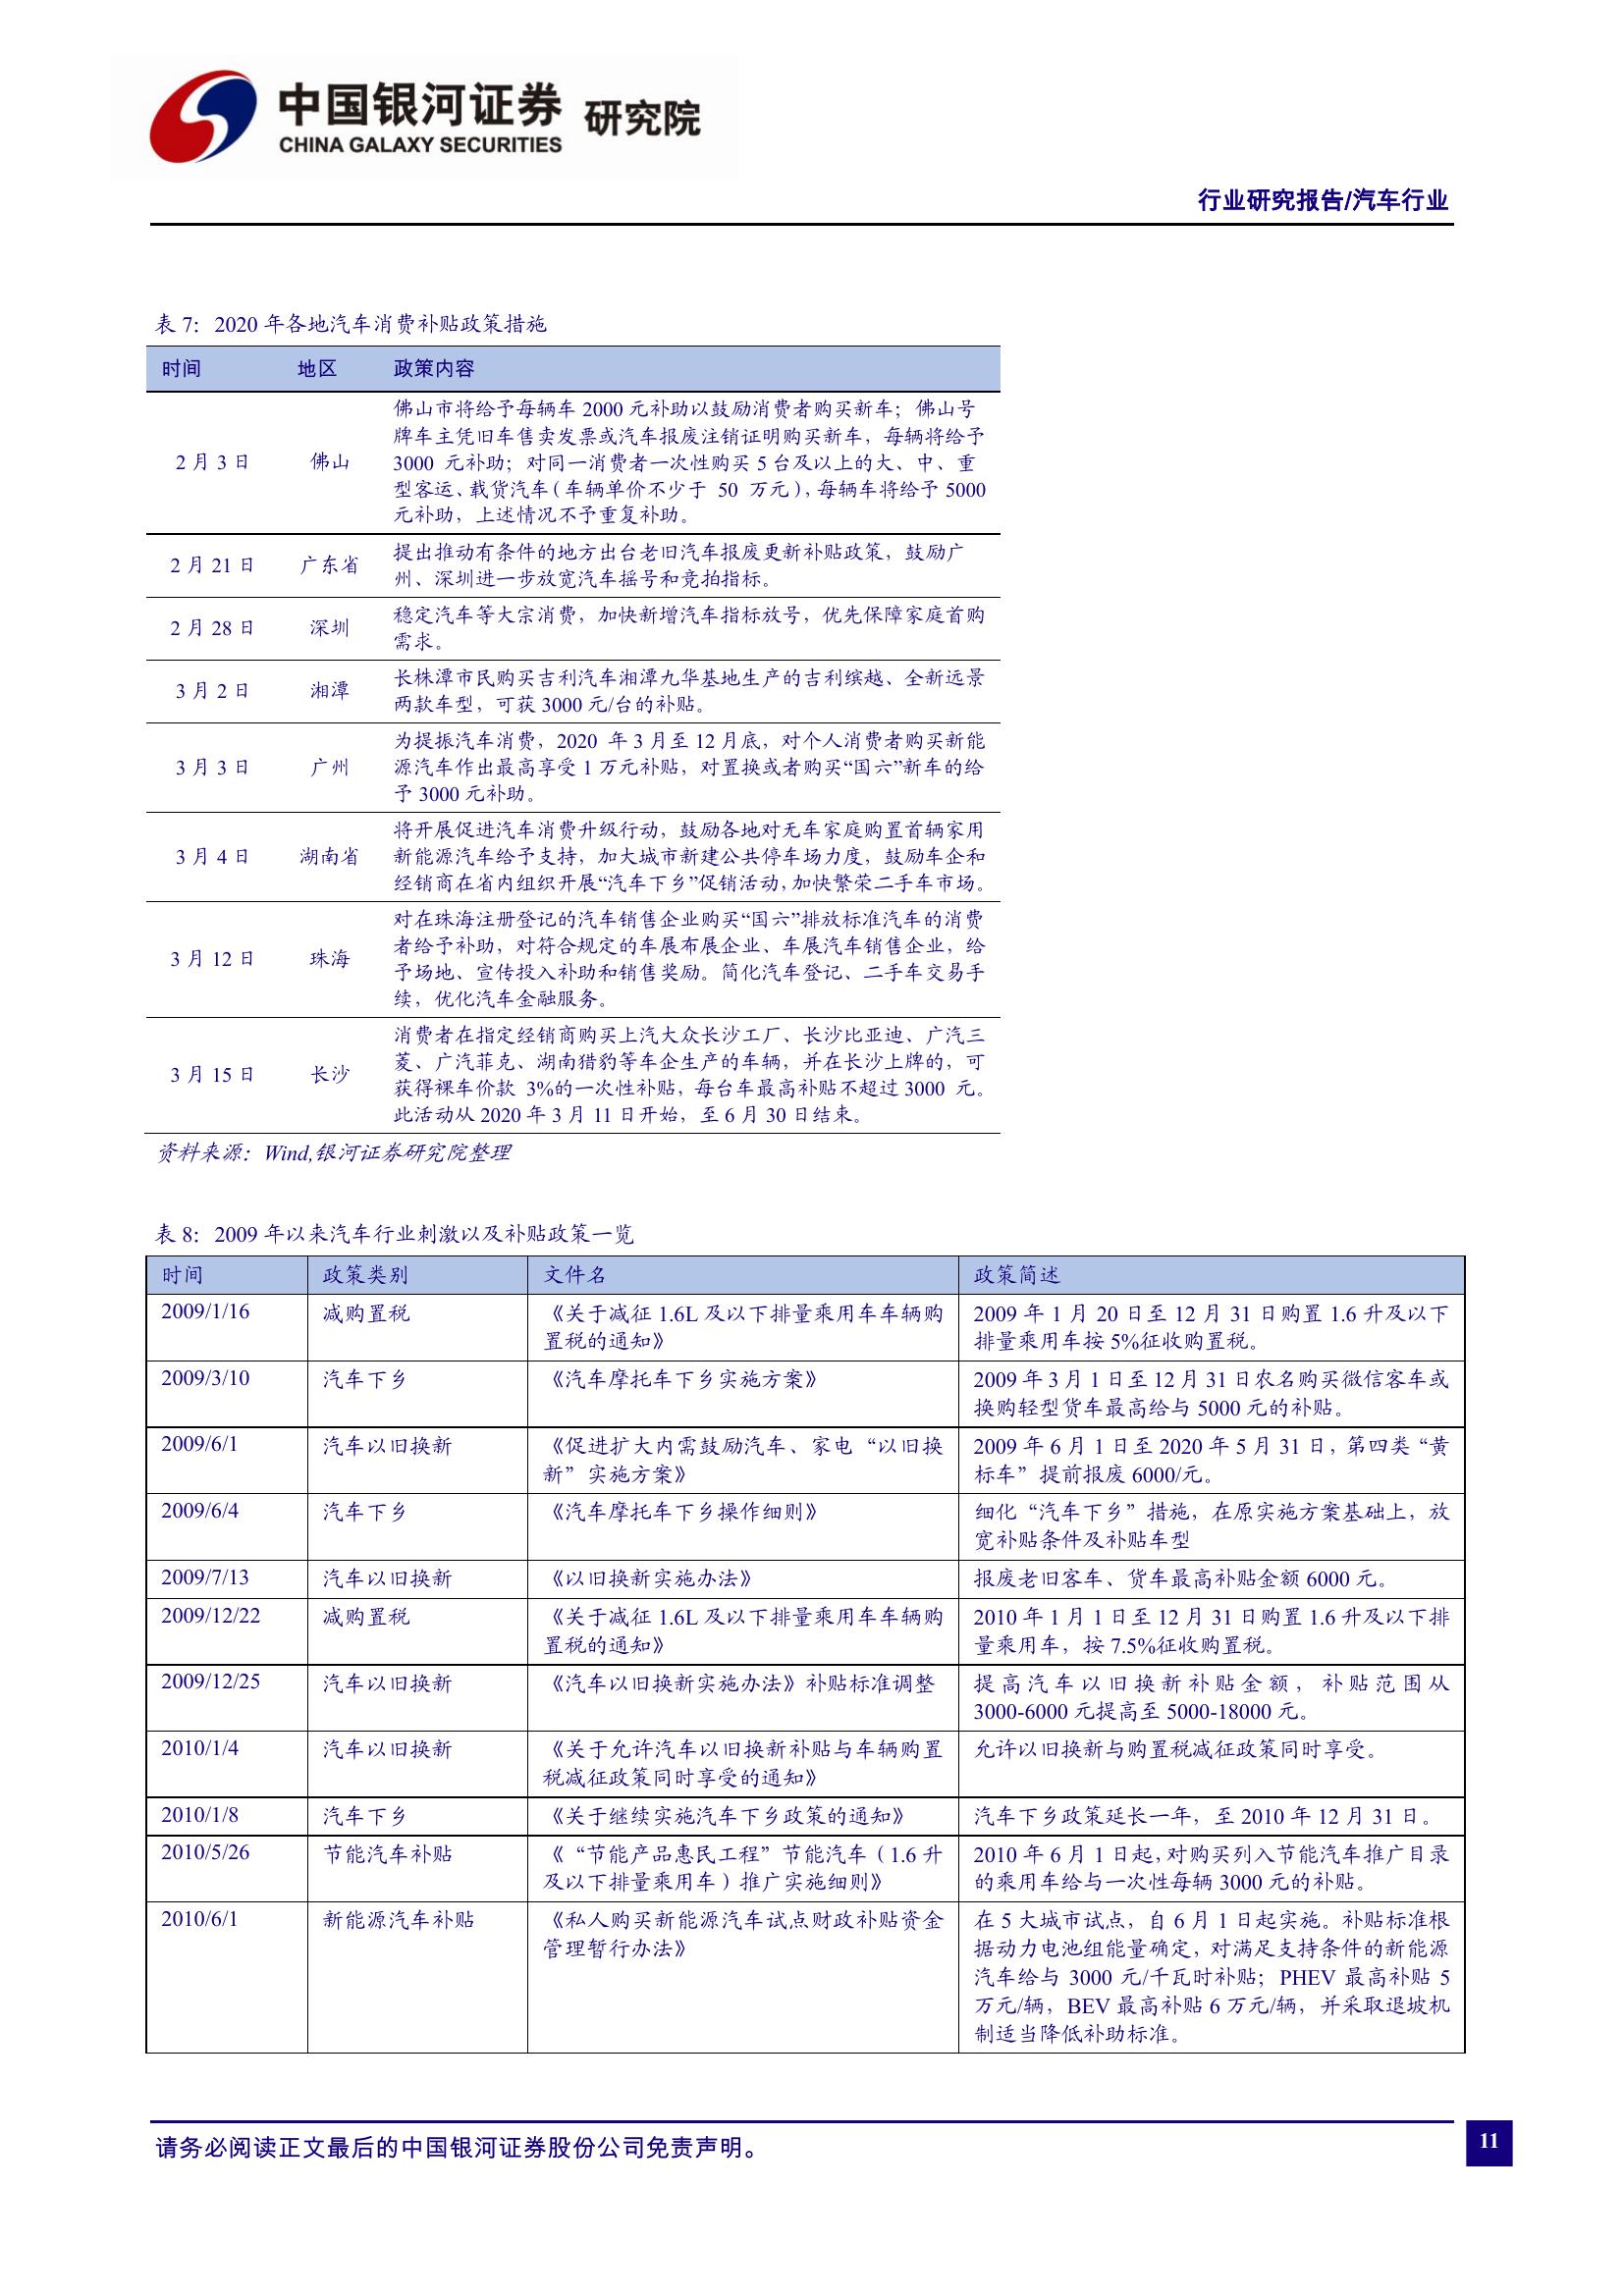 中国银河证券 研究院
CHINA GALAXY SECURITIES
行业研究报告/汽车行业
表 7：2020 年各地汽车消费补贴政策措施
时间 地区 政策内容
佛山市将给予每辆车 2000 元补助以鼓励消费者购买新车；佛山号
牌车主凭旧车售卖发票或汽车报废注销证明购买新车，每辆将给予
2 月 3 日 佛山 3000 元补助；对同一消费者一次性购买 5 台及以上的大、中、重
型客运、载货汽车（车辆单价不少于 50 万元），每辆车将给予 5000
元补助，上述情况不予重复补助。
2 月 21 日 广东省 提出推动有条件的地方出台老旧汽车报废更新补贴政策，鼓励广
州、深圳进一步放宽汽车摇号和竞拍指标。
2 月 28 日 深圳 稳定汽车等大宗消费，加快新增汽车指标放号，优先保障家庭首购
需求。
3 月 2 日 湘潭 长株潭市民购买吉利汽车湘潭九华基地生产的吉利缤越、全新远景
两款车型，可获 3000 元/台的补贴。
为提振汽车消费，2020 年 3 月至 12 月底，对个人消费者购买新能
3 月 3 日 广州 源汽车作出最高享受 1 万元补贴，对置换或者购买“国六”新车的给
予 3000 元补助。
将开展促进汽车消费升级行动，鼓励各地对无车家庭购置首辆家用
3 月 4 日 湖南省 新能源汽车给予支持，加大城市新建公共停车场力度，鼓励车企和
经销商在省内组织开展“汽车下乡”促销活动，加快繁荣二手车市场。
对在珠海注册登记的汽车销售企业购买“国六”排放标准汽车的消费
3 月 12 日 珠海 者给予补助，对符合规定的车展布展企业、车展汽车销售企业，给
予场地、宣传投入补助和销售奖励。简化汽车登记、二手车交易手
续，优化汽车金融服务。
消费者在指定经销商购买上汽大众长沙工厂、长沙比亚迪、广汽三
3 月 15 日 长沙 菱、广汽菲克、湖南猎豹等车企生产的车辆，并在长沙上牌的，可
获得裸车价款 3%的一次性补贴，每台车最高补贴不超过 3000 元。
此活动从 2020 年 3 月 11 日开始，至 6 月 30 日结束。
资料来源：Wind,银河证券研究院整理
表 8：2009 年以来汽车行业刺激以及补贴政策一览
时间 政策类别 文件名 政策简述
2009/1/16 减购置税 《关于减征 1.6L 及以下排量乘用车车辆购 2009 年 1 月 20 日至 12 月 31 日购置 1.6 升及以下
置税的通知》 排量乘用车按 5%征收购置税。
2009/3/10 汽车下乡 《汽车摩托车下乡实施方案》 2009 年 3 月 1 日至 12 月 31 日农名购买微信客车或
换购轻型货车最高给与 5000 元的补贴。
2009/6/1 汽车以旧换新 《促进扩大内需鼓励汽车、家电“以旧换 2009 年 6 月 1 日至 2020 年 5 月 31 日，第四类“黄
新”实施方案》 标车”提前报废 6000/元。
2009/6/4 汽车下乡 《汽车摩托车下乡操作细则》 细化“汽车下乡”措施，在原实施方案基础上，放
宽补贴条件及补贴车型
2009/7/13 汽车以旧换新 《以旧换新实施办法》 报废老旧客车、货车最高补贴金额 6000 元。
2009/12/22 减购置税 《关于减征 1.6L 及以下排量乘用车车辆购 2010 年 1 月 1 日至 12 月 31 日购置 1.6 升及以下排
置税的通知》 量乘用车，按 7.5%征收购置税。
2009/12/25 汽车以旧换新 《汽车以旧换新实施办法》补贴标准调整 提高汽车以旧换新补贴金额，补贴范围从
3000-6000 元提高至 5000-18000 元。
2010/1/4 汽车以旧换新 《关于允许汽车以旧换新补贴与车辆购置 允许以旧换新与购置税减征政策同时享受。
税减征政策同时享受的通知》
2010/1/8 汽车下乡 《关于继续实施汽车下乡政策的通知》 汽车下乡政策延长一年，至 2010 年 12 月 31 日。
2010/5/26 节能汽车补贴 《“节能产品惠民工程”节能汽车（1.6 升 2010 年 6 月 1 日起，对购买列入节能汽车推广目录
及以下排量乘用车）推广实施细则》 的乘用车给与一次性每辆 3000 元的补贴。
2010/6/1 新能源汽车补贴 《私人购买新能源汽车试点财政补贴资金 在 5 大城市试点，自 6 月 1 日起实施。补贴标准根
管理暂行办法》 据动力电池组能量确定，对满足支持条件的新能源
汽车给与 3000 元/千瓦时补贴；PHEV 最高补贴 5
万元/辆，BEV 最高补贴 6 万元/辆，并采取退坡机
制适当降低补助标准。
请务必阅读正文最后的中国银河证券股份公司免责声明。
11